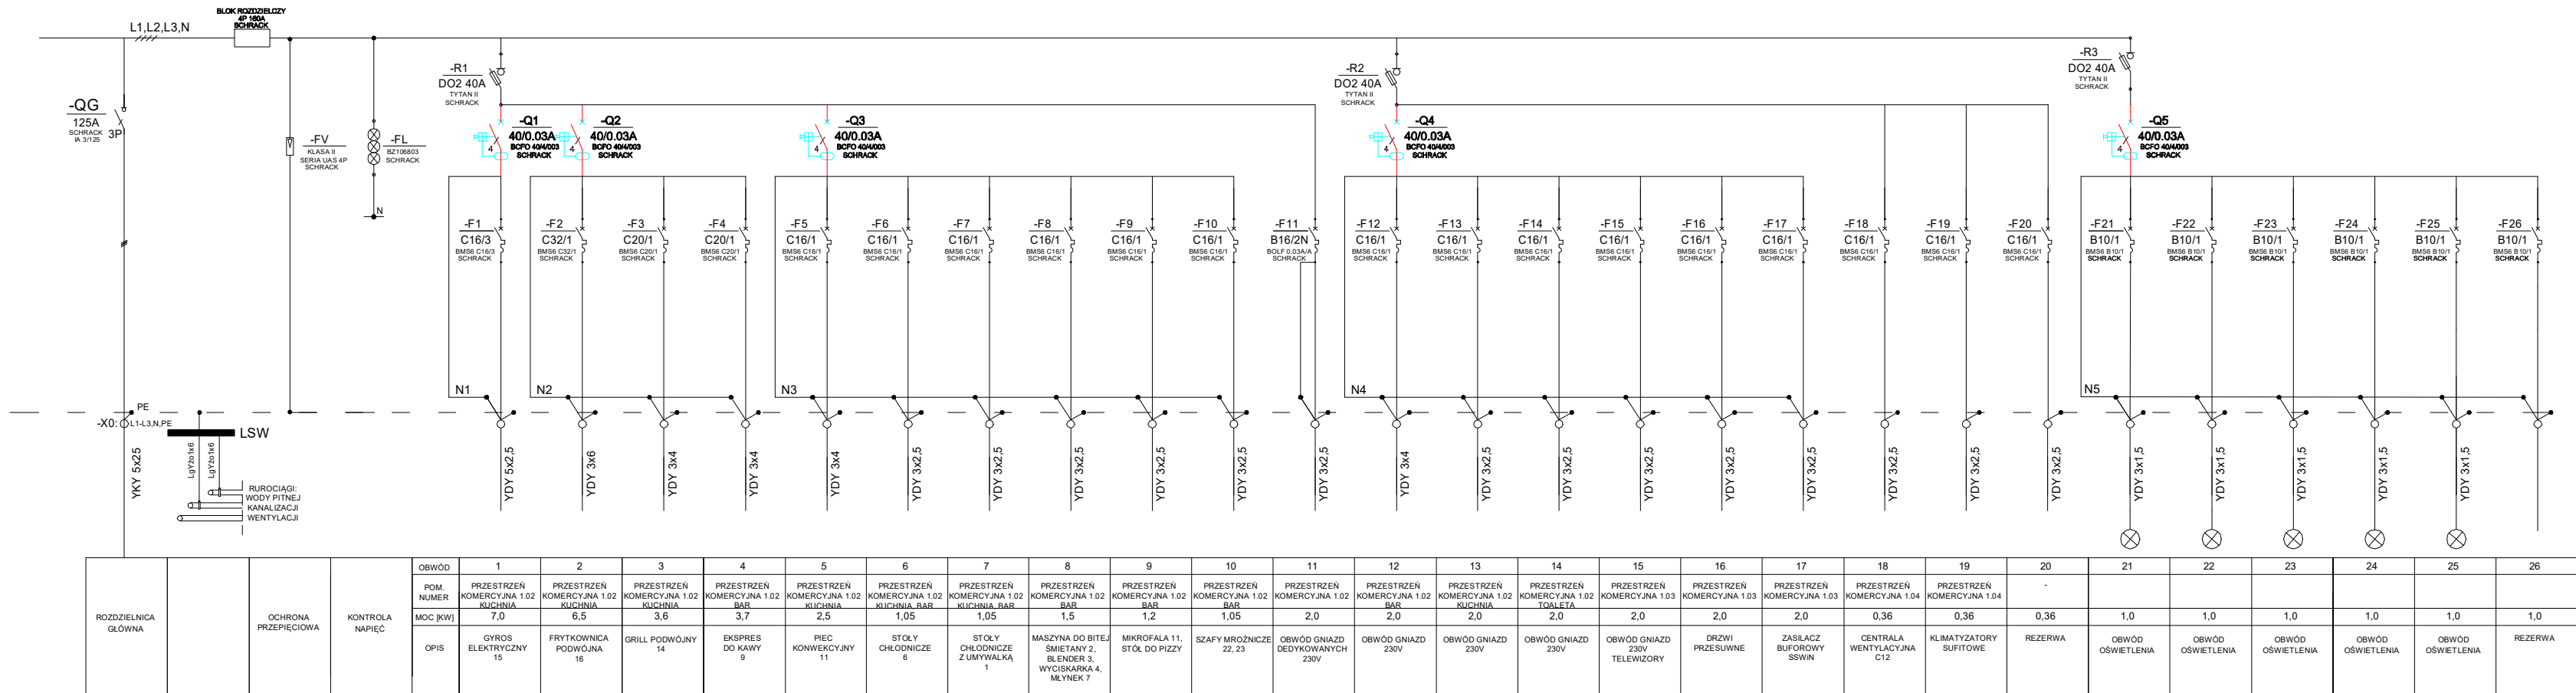 BLOK ROZDZIELCZY
4P 160A
SCHRACK
L1,L2,L3,N
-QG
125A
SCHRACK
IA 3/125
3P
-FV
KLASA II
SERIA UAS 4P
SCHRACK
-FL
BZ106803
SCHRACK
N
-R1
DO2 40A
TYTAN II
SCHRACK
-R2
DO2 40A
TYTAN II
SCHRACK
-R3
DO2 40A
TYTAN II
SCHRACK
-Q1
40/0.03A
BCFO 40/4/003
SCHRACK
4
-Q2
40/0.03A
BCFO 40/4/003
SCHRACK
4
-Q3
40/0.03A
BCFO 40/4/003
SCHRACK
4
-Q4
40/0.03A
BCFO 40/4/003
SCHRACK
4
-Q5
40/0.03A
BCFO 40/4/003
SCHRACK
4
-F1
C16/3
BMS6 C16/3
SCHRACK
-F2
C32/1
BMS6 C32/1
SCHRACK
-F3
C20/1
BMS6 C20/1
SCHRACK
-F4
C20/1
BMS6 C20/1
SCHRACK
-F5
C16/1
BMS6 C16/1
SCHRACK
-F6
C16/1
BMS6 C16/1
SCHRACK
-F7
C16/1
BMS6 C16/1
SCHRACK
-F8
C16/1
BMS6 C16/1
SCHRACK
-F9
C16/1
BMS6 C16/1
SCHRACK
-F10
C16/1
BMS6 C16/1
SCHRACK
-F11
B16/2N
BOLF 0,03A/A
SCHRACK
-F12
C16/1
BMS6 C16/1
SCHRACK
-F13
C16/1
BMS6 C16/1
SCHRACK
-F14
C16/1
BMS6 C16/1
SCHRACK
-F15
C16/1
BMS6 C16/1
SCHRACK
-F16
C16/1
BMS6 C16/1
SCHRACK
-F17
C16/1
BMS6 C16/1
SCHRACK
-F18
C16/1
BMS6 C16/1
SCHRACK
-F19
C16/1
BMS6 C16/1
SCHRACK
-F20
C16/1
BMS6 C16/1
SCHRACK
-F21
B10/1
BMS6 B10/1
SCHRACK
-F22
B10/1
BMS6 B10/1
SCHRACK
-F23
B10/1
BMS6 B10/1
SCHRACK
-F24
B10/1
BMS6 B10/1
SCHRACK
-F25
B10/1
BMS6 B10/1
SCHRACK
-F26
B10/1
BMS6 B10/1
SCHRACK
N1
N2
N3
N4
N5
PE
-X0:
L1-L3,N,PE
LSW
YKY 5x25
LgYżo1x6
LgYżo1x6
RUROCIĄGI:
WODY PITNEJ
KANALIZACJI
WENTYLACJI
YDY 5x2,5
YDY 3x6
YDY 3x4
YDY 3x4
YDY 3x4
YDY 3x2,5
YDY 3x2,5
YDY 3x2,5
YDY 3x2,5
YDY 3x2,5
YDY 3x2,5
YDY 3x4
YDY 3x2,5
YDY 3x2,5
YDY 3x2,5
YDY 3x2,5
YDY 3x2,5
YDY 3x2,5
YDY 3x2,5
YDY 3x2,5
YDY 3x1,5
YDY 3x1,5
YDY 3x1,5
YDY 3x1,5
YDY 3x1,5
OBWÓD 1 2 3 4 5 6 7 8 9 10 11 12 13 14 15 16 17 18 19 20 21 22 23 24 25 26
POM.
NUMER
PRZESTRZEŃ
KOMERCYJNA 1.02
KUCHNIA
PRZESTRZEŃ
KOMERCYJNA 1.02
KUCHNIA
PRZESTRZEŃ
KOMERCYJNA 1.02
KUCHNIA
PRZESTRZEŃ
KOMERCYJNA 1.02
BAR
PRZESTRZEŃ
KOMERCYJNA 1.02
KUCHNIA
PRZESTRZEŃ
KOMERCYJNA 1.02
KUCHNIA, BAR
PRZESTRZEŃ
KOMERCYJNA 1.02
KUCHNIA, BAR
PRZESTRZEŃ
KOMERCYJNA 1.02
BAR
PRZESTRZEŃ
KOMERCYJNA 1.02
BAR
PRZESTRZEŃ
KOMERCYJNA 1.02
BAR
PRZESTRZEŃ
KOMERCYJNA 1.02
PRZESTRZEŃ
KOMERCYJNA 1.02
BAR
PRZESTRZEŃ
KOMERCYJNA 1.02
KUCHNIA
PRZESTRZEŃ
KOMERCYJNA 1.02
TOALETA
PRZESTRZEŃ
KOMERCYJNA 1.03
PRZESTRZEŃ
KOMERCYJNA 1.03
PRZESTRZEŃ
KOMERCYJNA 1.03
PRZESTRZEŃ
KOMERCYJNA 1.04
PRZESTRZEŃ
KOMERCYJNA 1.04
-
-
MOC [KW] 7,0 6,5 3,6 3,7 2,5 1,05 1,05 1,5 1,2 1,05 2,0 2,0 2,0 2,0 2,0 2,0 2,0 0,36 0,36 0,36 1,0 1,0 1,0 1,0 1,0 1,0
ROZDZIELNICA
GŁÓWNA
OCHRONA
PRZEPIĘCIOWA
KONTROLA
NAPIĘĆ
OPIS
GYROS
ELEKTRYCZNY
15
FRYTKOWNICA
PODWÓJNA
16
GRILL PODWÓJNY
14
EKSPRES
DO KAWY
9
PIEC
KONWEKCYJNY
11
STOŁY
CHŁODNICZE
6
STOŁY
CHŁODNICZE
Z UMYWALKĄ
1
MASZYNA DO BITEJ
ŚMIETANY 2,
BLENDER 3,
WYCISKARKA 4,
MŁYNEK 7
MIKROFALA 11,
STÓŁ DO PIZZY
SZAFY MROŹNICZE
22, 23
OBWÓD GNIAZD
DEDYKOWANYCH
230V
OBWÓD GNIAZD
230V
OBWÓD GNIAZD
230V
OBWÓD GNIAZD
230V
OBWÓD GNIAZD
230V
TELEWIZORY
DRZWI
PRZESUWNE
ZASILACZ
BUFOROWY
SSWiN
CENTRALA
WENTYLACYJNA
C12
KLIMATYZATORY
SUFITOWE
REZERWA
OBWÓD
OŚWIETLENIA
OBWÓD
OŚWIETLENIA
OBWÓD
OŚWIETLENIA
OBWÓD
OŚWIETLENIA
OBWÓD
OŚWIETLENIA
REZERWA